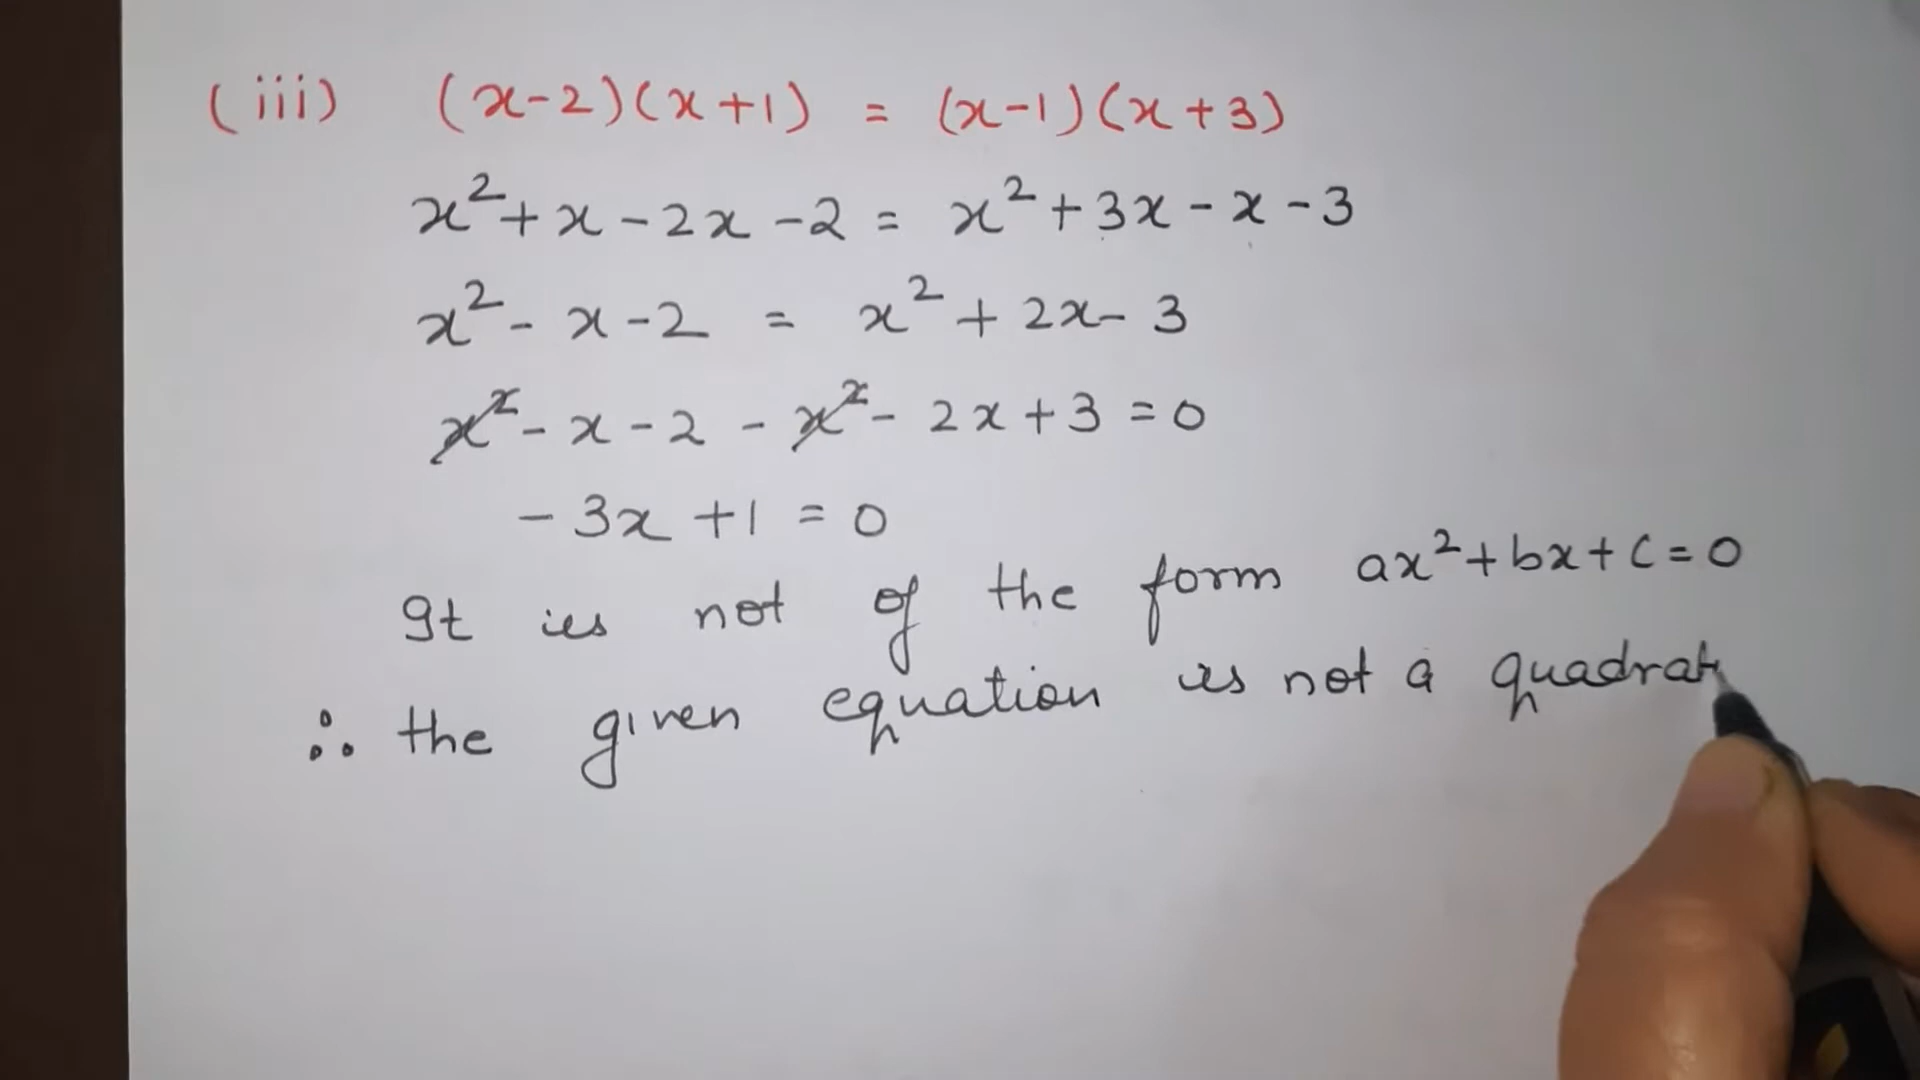 (iii) (x-2)(x+1) = (x-1)(x+3)
x²+x-2x-2 = x²+3x-x-3
x²-x-2 = x²+2x-3
x²-x-2-x²-2x+3=0
-3x+1=0
It is not of the form ax²+bx+c=0
∴ the given equation is not a quadrat